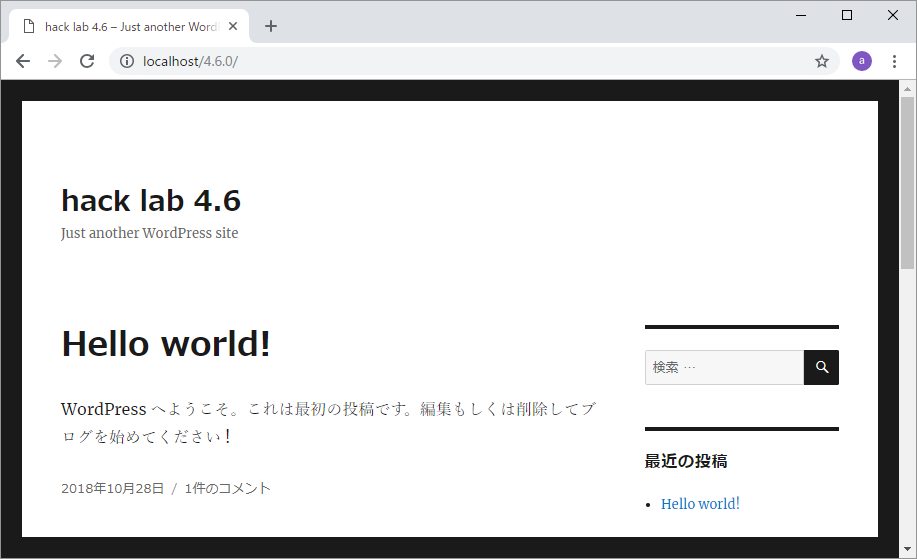 hack lab 4.6 – Just another Word
localhost/4.6.0/
a
hack lab 4.6
Just another WordPress site
Hello world!
WordPress へようこそ。これは最初の投稿です。編集もしくは削除してブ
ログを始めてください !
2018年10月28日 / 1件のコメント
検索 …
最近の投稿
• Hello world!